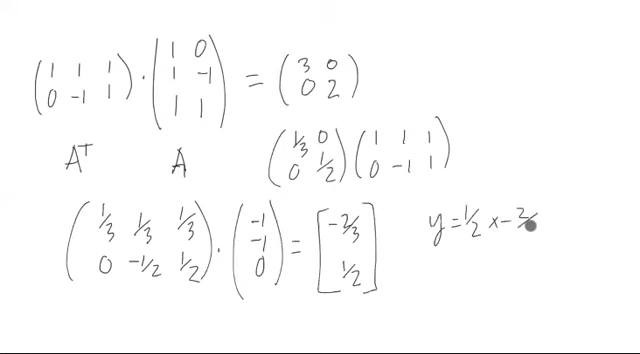 (1 1 1; 0 -1 1) · (1 0; 1 -1; 1 1) = (3 0; 0 2)
Aᵀ A (1/3 0; 0 1/2) (1 1 1; 0 -1 1)
(1/3 1/3 1/3; 0 -1/2 1/2) · (-1; -1; 0) = [-2/3; 1/2] y = 1/2 x - 2/